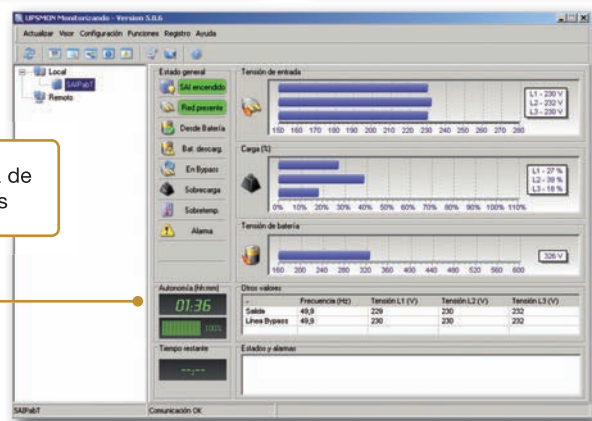 UPSMON Monitorizando - Version 5.0.6
Actualizar Visor Configuración Funciones Registro Ayuda
Local
SAIPabT
Remoto
de
s
Estado general
SAI encendido
Red presente
Desde Batería
Bat. descarg.
En Bypass
Sobrecarga
Sobretemp.
Alarma
Autonomía (hh:mm)
01:36
100%
Tiempo restante
--:--
Tensión de entrada
L1 - 230 V
L2 - 232 V
L3 - 230 V
150 160 170 180 190 200 210 220 230 240 250 260 270 280
Carga (%)
L1 - 27 %
L2 - 39 %
L3 - 18 %
0% 10% 20% 30% 40% 50% 60% 70% 80% 90% 100% 110%
Tensión de batería
326 V
160 200 240 280 320 360 400 440 480 520 560 600
Otros valores
- Frecuencia (Hz) Tensión L1 (V) Tensión L2 (V) Tensión L3 (V)
Salida 49,9 229 230 232
Línea Bypass 49,9 230 230 232
Estados y alarmas
SAIPabT Comunicación OK